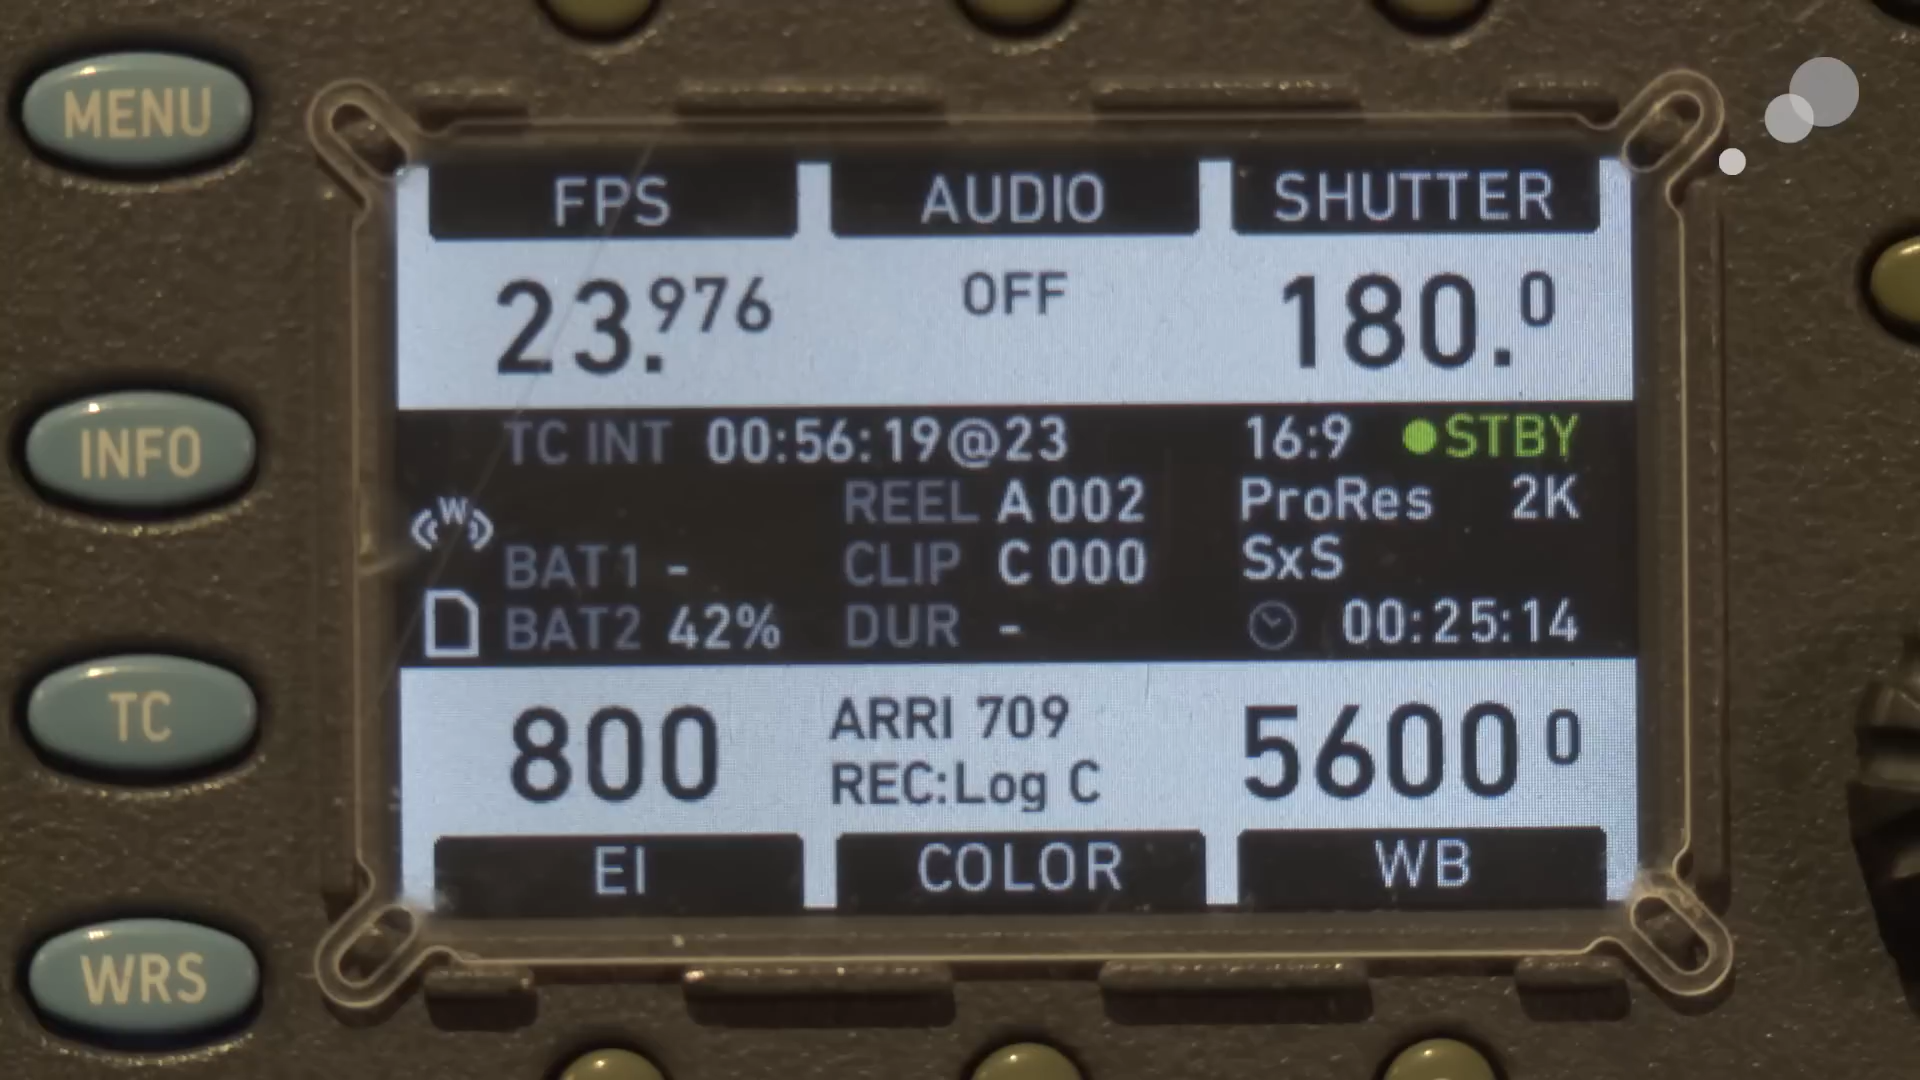 MENU
FPS AUDIO SHUTTER
23.976 OFF 180.0
TC INT 00:56:19@23 16:9 STBY
INFO
REEL A 002 ProRes 2K
W
BAT1 - CLIP C 000 SxS
BAT2 42% DUR - 00:25:14
TC
800 ARRI 709 5600 0
REC:Log C
EI COLOR WB
WRS